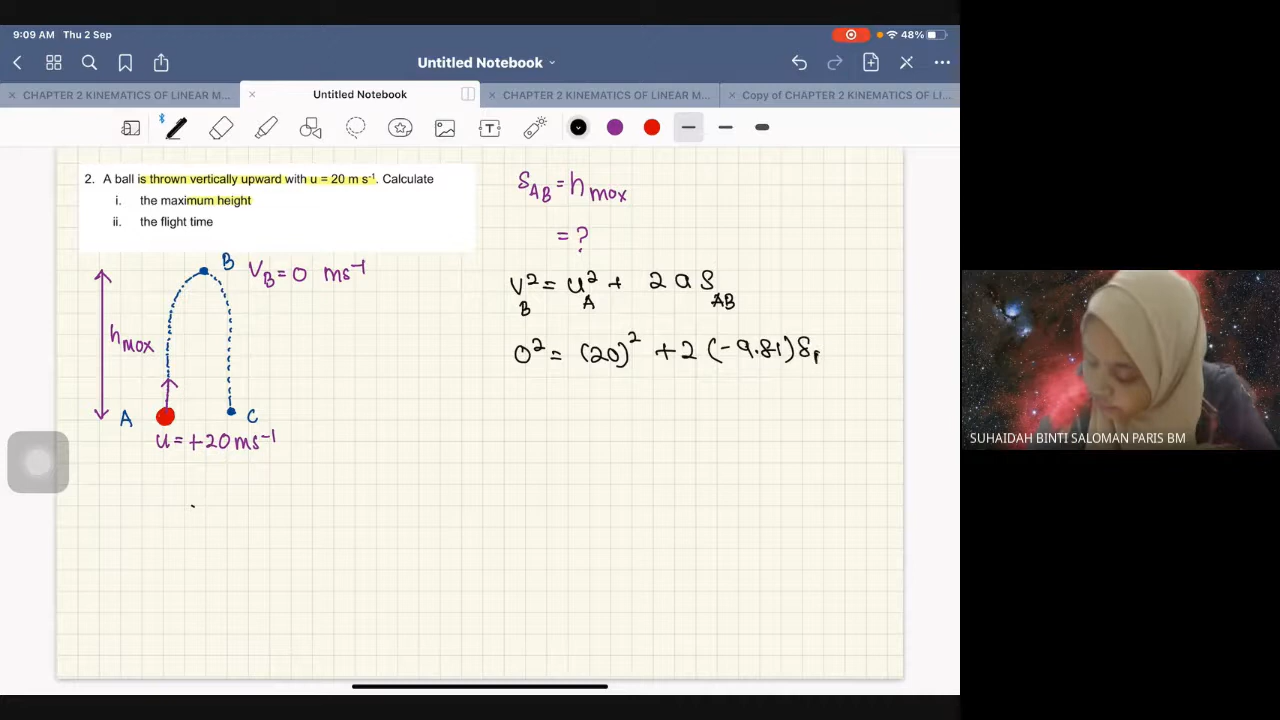 9:09 AM Thu 2 Sep
48%
Untitled Notebook
CHAPTER 2 KINEMATICS OF LINEAR M...
Untitled Notebook
CHAPTER 2 KINEMATICS OF LINEAR M...
Copy of CHAPTER 2 KINEMATICS OF LI...
2. A ball is thrown vertically upward with u = 20 m s⁻¹. Calculate
i. the maximum height
ii. the flight time
B V_B = 0 ms⁻¹
h_max
A
C
u = +20 ms⁻¹
S_AB = h_max
= ?
V_B² = u_A² + 2 a S_AB
0² = (20)² + 2 (-9.81) S
SUHAIDAH BINTI SALOMAN PARIS BM